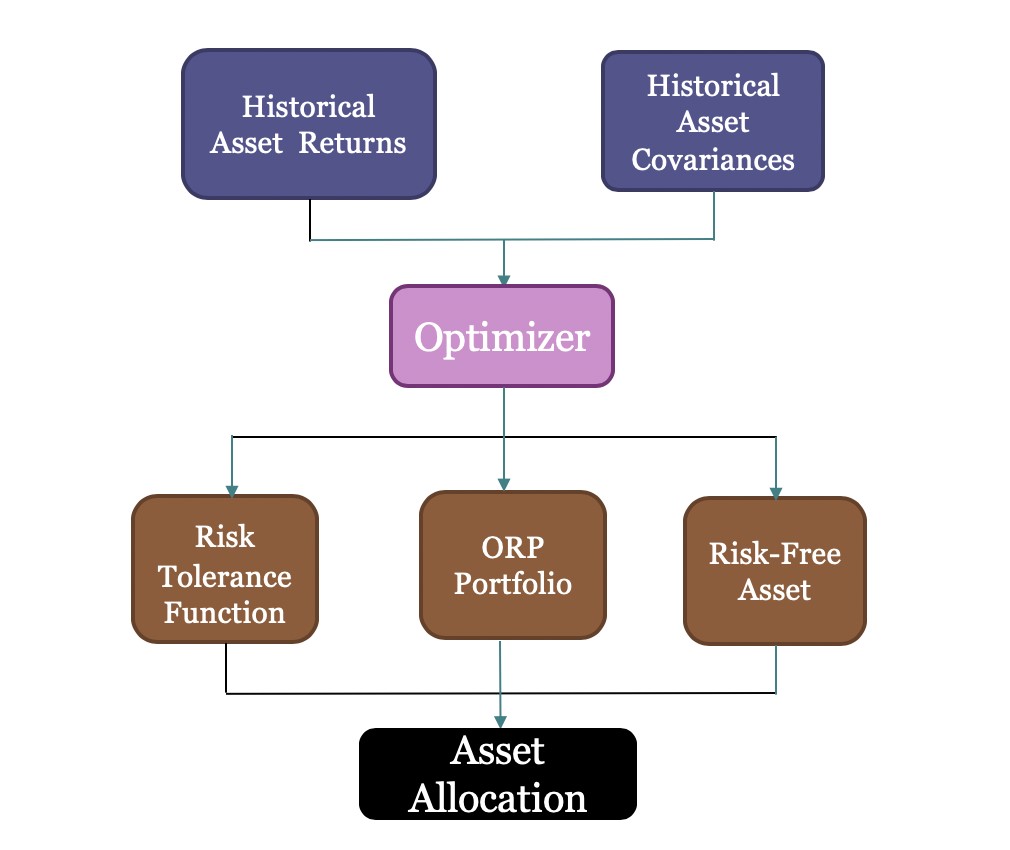 Historical
Asset Returns
Historical
Asset
Covariances
Optimizer
Risk
Tolerance
Function
ORP
Portfolio
Risk-Free
Asset
Asset
Allocation